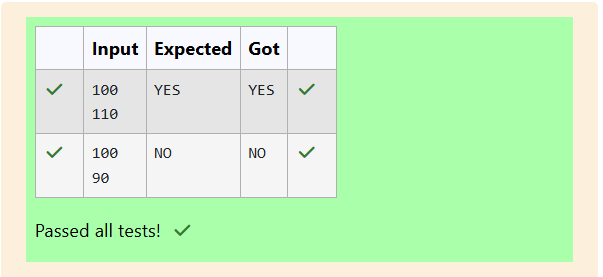 Input Expected Got
100 YES YES
110
100 NO NO
90
Passed all tests!